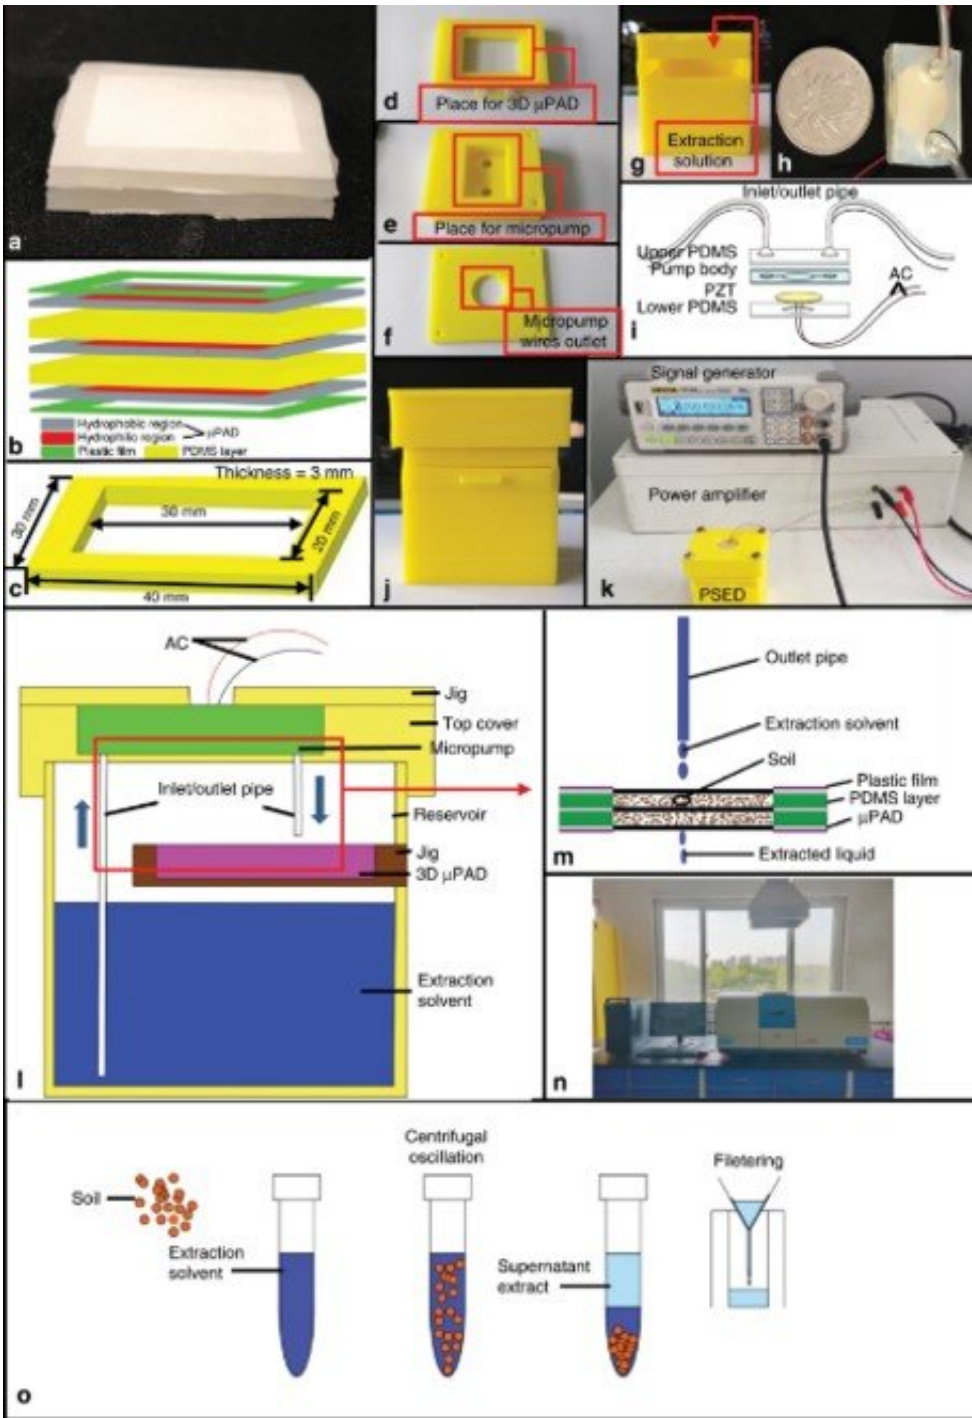 a
b
Hydrophobic region
Hydrophilic region
μPAD
Plastic film
PDMS layer
c
Thickness = 3 mm
30 mm
30 mm
20 mm
40 mm
d
Place for 3D μPAD
e
Place for micropump
f
Micropump
wires outlet
g
Extraction
solution
h
Inlet/outlet pipe
Upper PDMS
Pump body
PZT
Lower PDMS
AC
i
j
Signal generator
Power amplifier
k
PSED
AC
Jig
Top cover
Micropump
Inlet/outlet pipe
Reservoir
Jig
3D μPAD
Extraction
solvent
l
Outlet pipe
Extraction solvent
Soil
Plastic film
PDMS layer
μPAD
Extracted liquid
m
n
Soil
Extraction
solvent
Centrifugal
oscillation
Supernatant
extract
Filetering
o